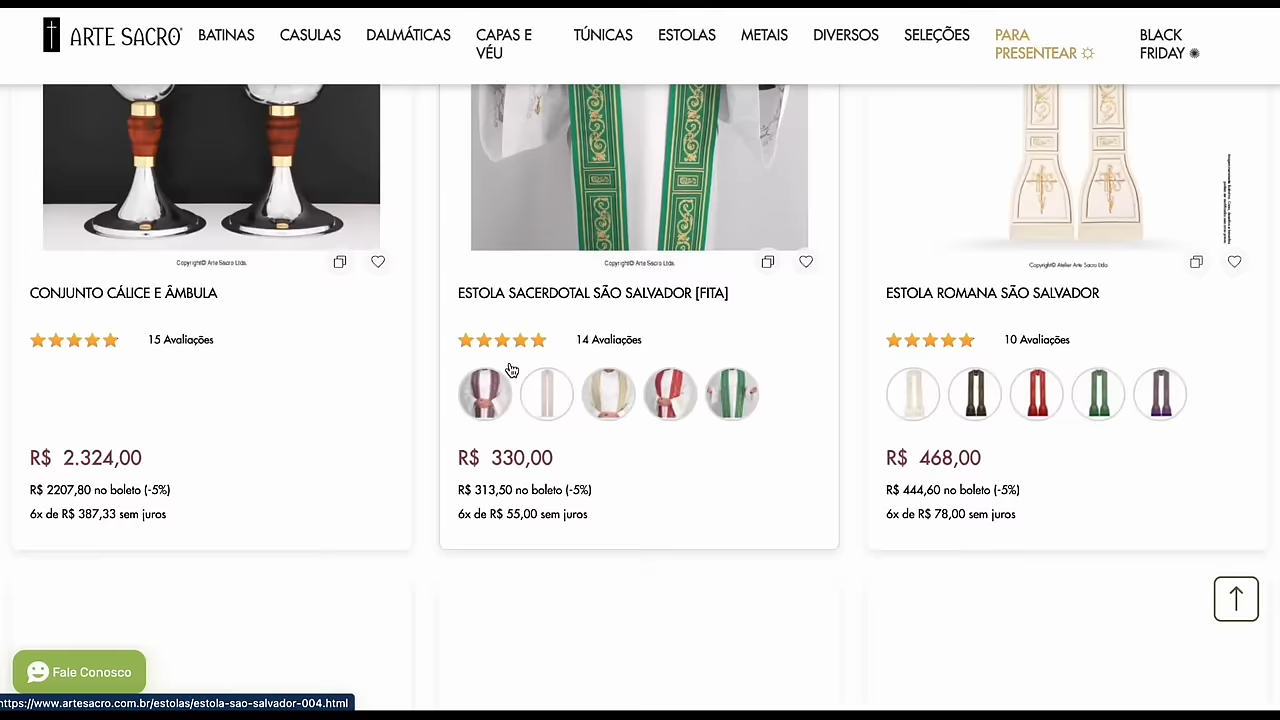 ARTE SACRO
BATINAS
CASULAS
DALMÁTICAS
CAPAS E
VÉU
TÚNICAS
ESTOLAS
METAIS
DIVERSOS
SELEÇÕES
PARA
PRESENTEAR
BLACK
FRIDAY
Copyright© Arte Sacro Ltda.
Copyright© Arte Sacro Ltda.
Copyright© Atelier Arte Sacro Ltda.
CONJUNTO CÁLICE E ÂMBULA
ESTOLA SACERDOTAL SÃO SALVADOR [FITA]
ESTOLA ROMANA SÃO SALVADOR
15 Avaliações
14 Avaliações
10 Avaliações
R$ 2.324,00
R$ 330,00
R$ 468,00
R$ 2207,80 no boleto (-5%)
R$ 313,50 no boleto (-5%)
R$ 444,60 no boleto (-5%)
6x de R$ 387,33 sem juros
6x de R$ 55,00 sem juros
6x de R$ 78,00 sem juros
Fale Conosco
https://www.artesacro.com.br/estolas/estola-sao-salvador-004.html